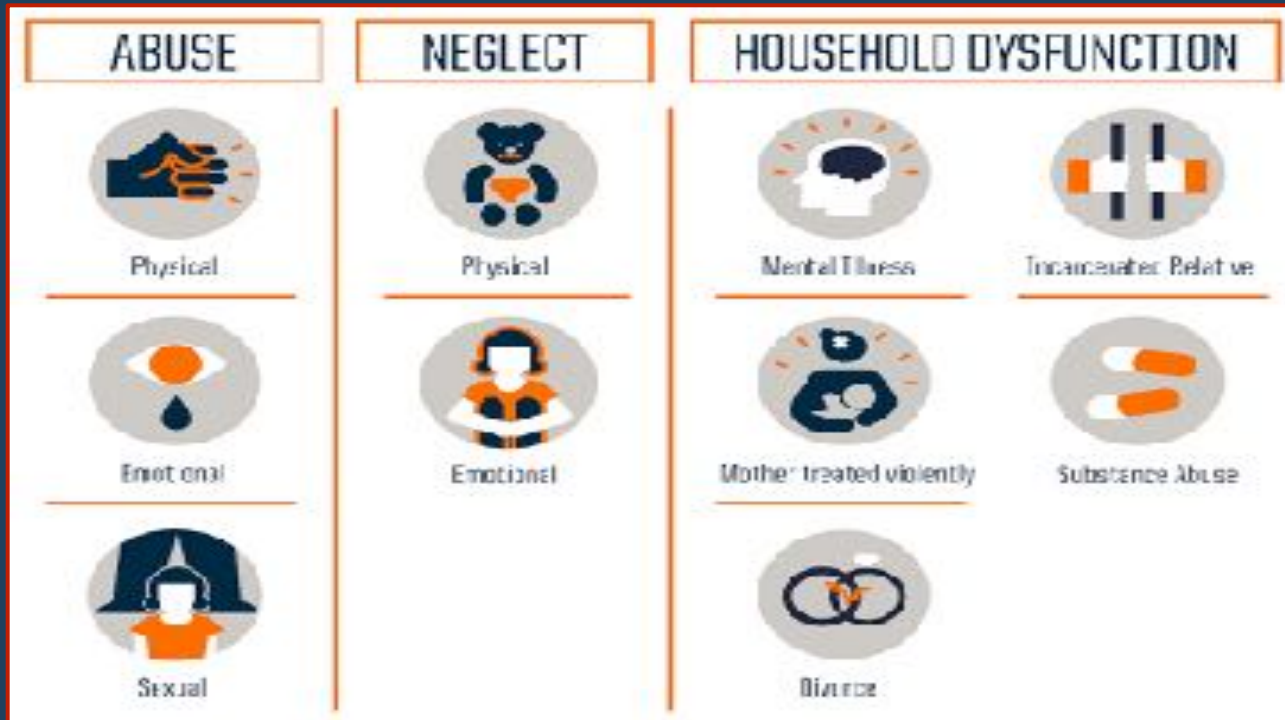 ABUSE
NEGLECT
HOUSEHOLD DYSFUNCTION
Physical
Physical
Mental Illness
Incarcerated Relative
Emotional
Emotional
Mother treated violently
Substance Abuse
Sexual
Divorce